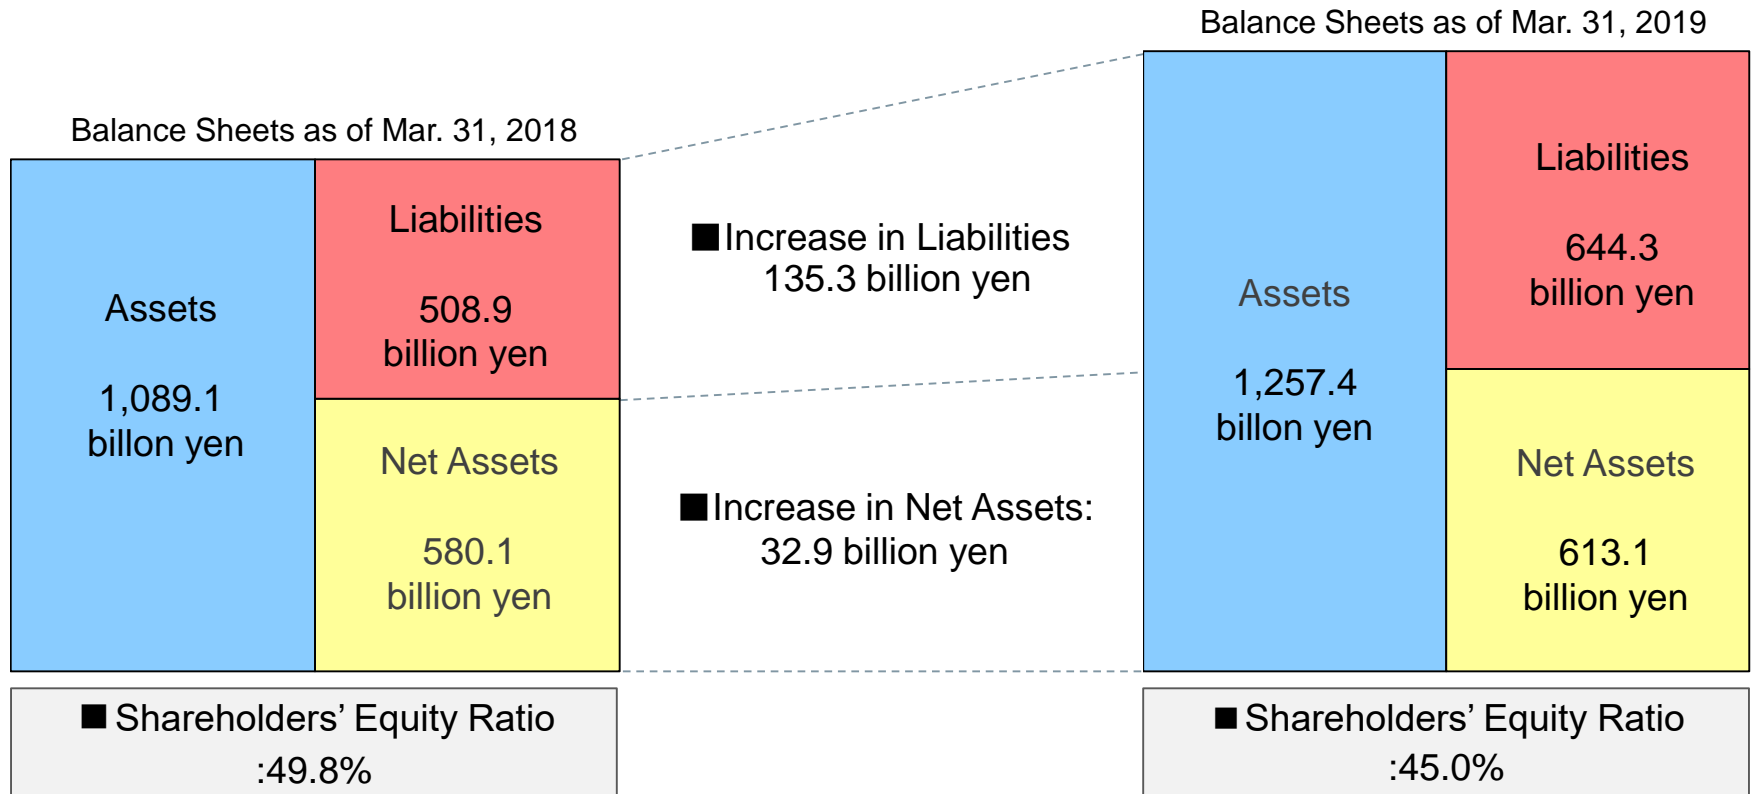 Balance Sheets as of Mar. 31, 2018
Assets
1,089.1
billon yen
Liabilities
508.9
billion yen
Net Assets
580.1
billion yen
■ Shareholders’ Equity Ratio
:49.8%
■ Increase in Liabilities
135.3 billion yen
■ Increase in Net Assets:
32.9 billion yen
Balance Sheets as of Mar. 31, 2019
Assets
1,257.4
billon yen
Liabilities
644.3
billion yen
Net Assets
613.1
billion yen
■ Shareholders’ Equity Ratio
:45.0%